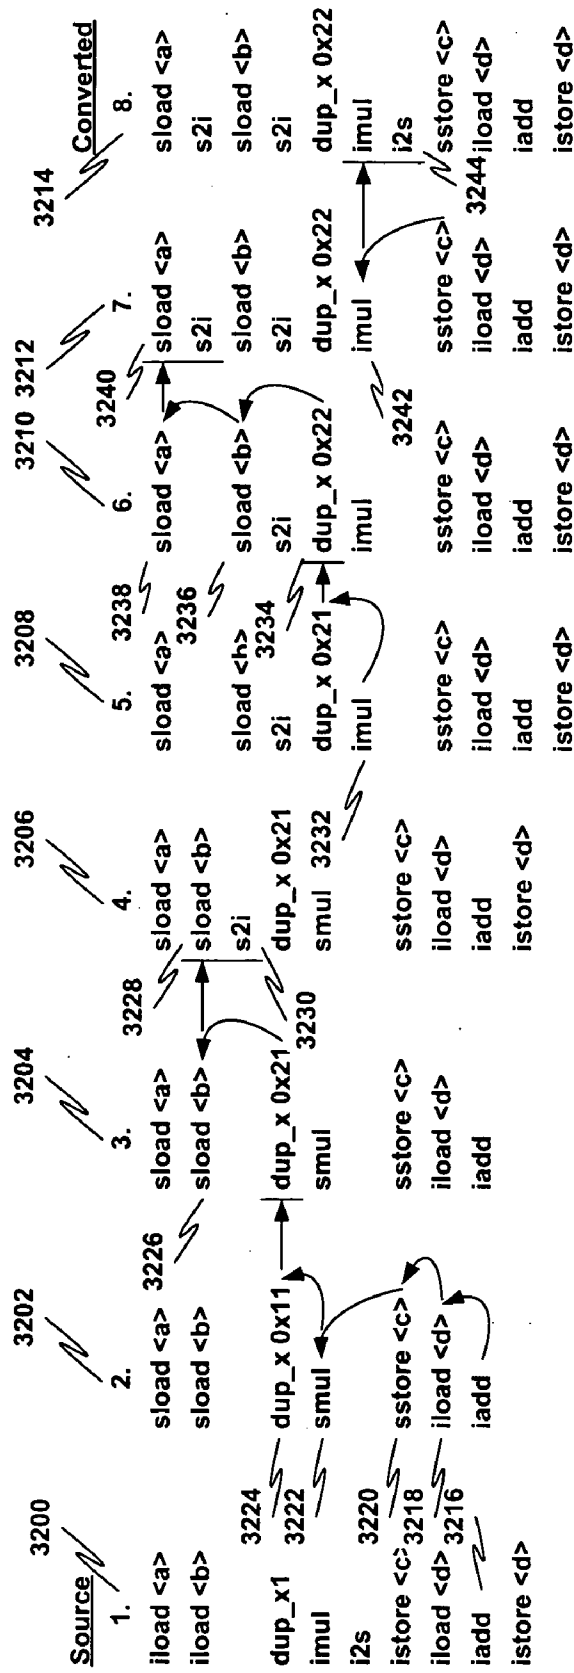 Source
3200
1.
iload <a>
iload <b>
dup_x1
imul
i2s
istore <c>
iload <d>
iadd
istore <d>
3224
3222
3220
3218
3216
3202
2.
sload <a>
sload <b>
dup_x 0x11
smul
sstore <c>
iload <d>
iadd
3226
3204
3.
sload <a>
sload <b>
dup_x 0x21
smul
sstore <c>
iload <d>
iadd
3228
3230
3206
4.
sload <a>
sload <b>
s2i
dup_x 0x21
smul
sstore <c>
iload <d>
iadd
istore <d>
3232
3208
5.
sload <a>
sload <h>
s2i
dup_x 0x21
imul
sstore <c>
iload <d>
iadd
istore <d>
3238
3236
3234
3210
6.
sload <a>
sload <b>
s2i
dup_x 0x22
imul
sstore <c>
iload <d>
iadd
istore <d>
3240
3242
3212
7.
sload <a>
s2i
sload <b>
s2i
dup_x 0x22
imul
sstore <c>
iload <d>
iadd
istore <d>
3244
3214
Converted
8.
sload <a>
s2i
sload <b>
s2i
dup_x 0x22
imul
i2s
sstore <c>
iload <d>
iadd
istore <d>